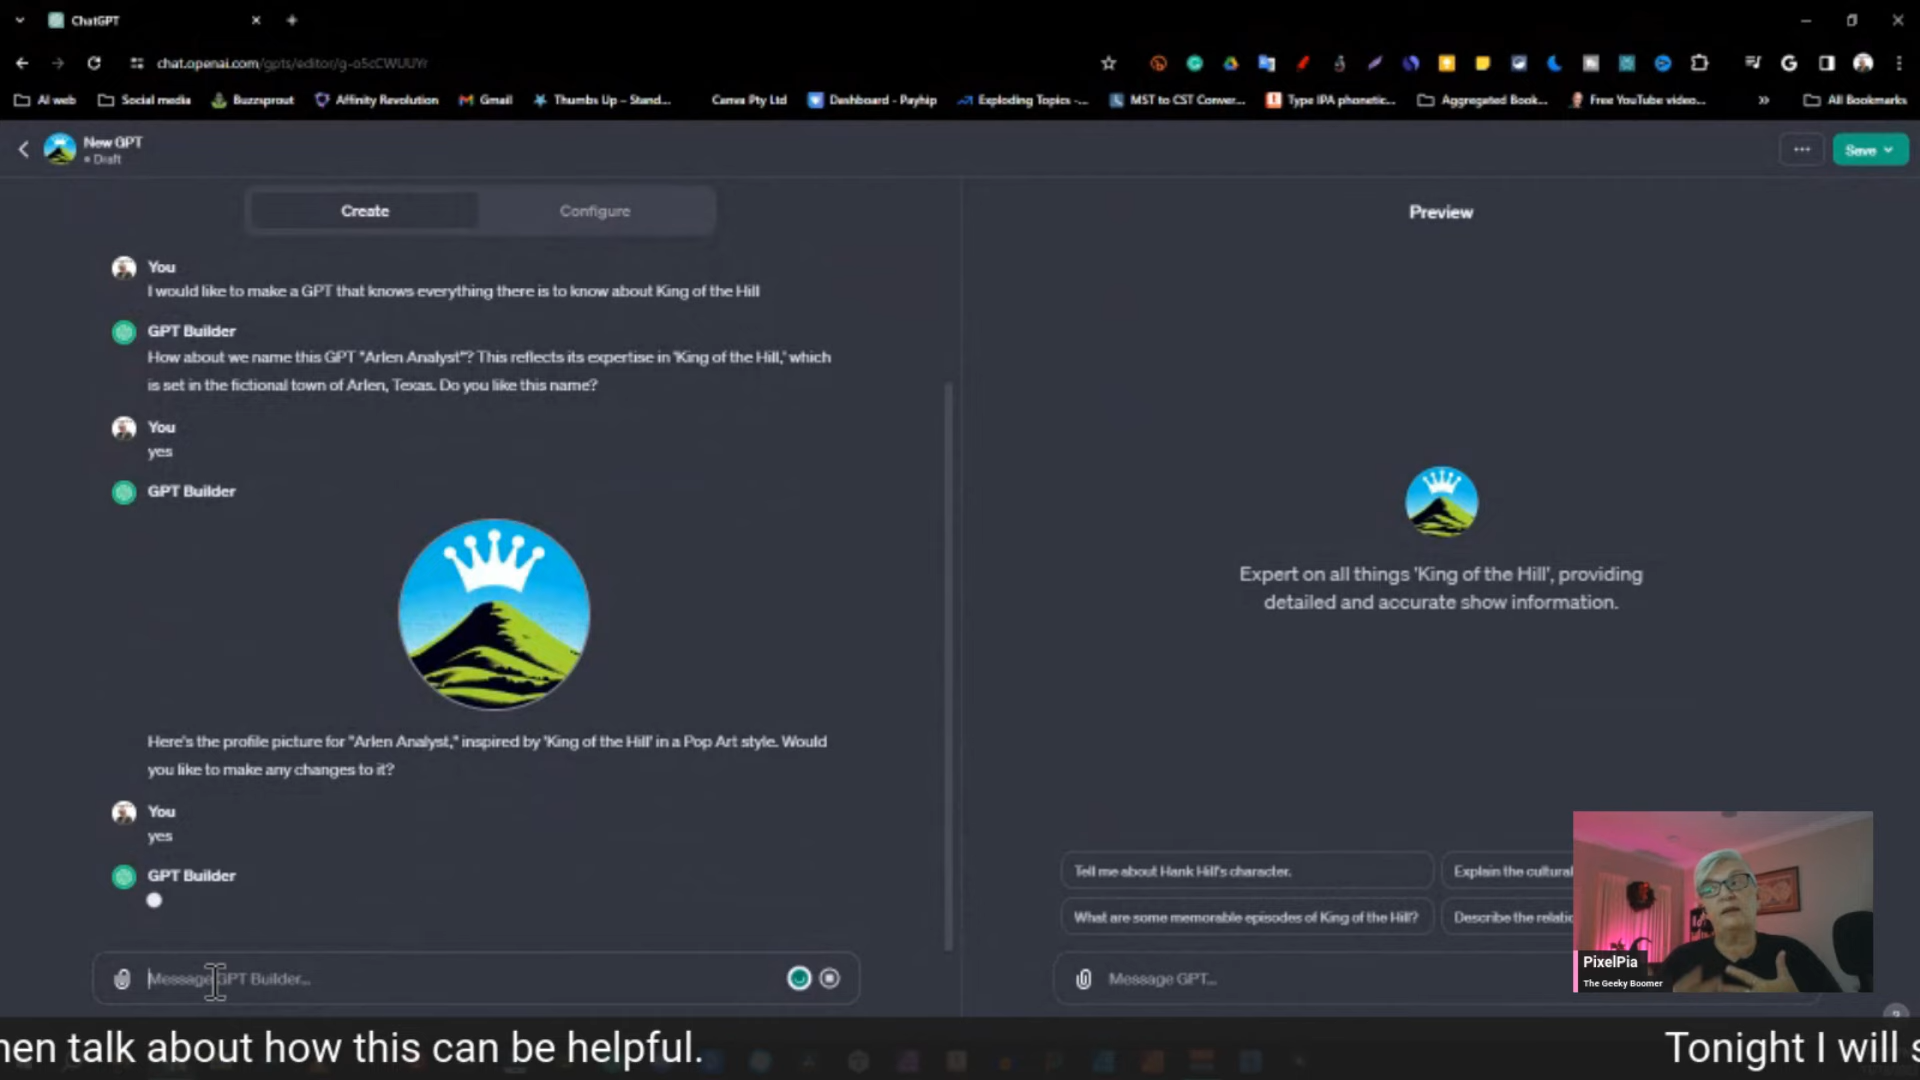 ChatGPT
chat.openai.com/gpts/editor/g-o5cCWUUYr
AI web
Social media
Buzzsprout
Affinity Revolution
Gmail
Thumbs Up – Stand...
Canva Pty Ltd
Dashboard - Payhip
Exploding Topics -...
MST to CST Conver...
Type IPA phonetic...
Aggregated Book...
Free YouTube video...
All Bookmarks
New GPT
Draft
Save
Create
Configure
Preview
You
I would like to make a GPT that knows everything there is to know about King of the Hill
GPT Builder
How about we name this GPT "Arlen Analyst"? This reflects its expertise in 'King of the Hill,' which
is set in the fictional town of Arlen, Texas. Do you like this name?
You
yes
GPT Builder
Here's the profile picture for "Arlen Analyst," inspired by 'King of the Hill' in a Pop Art style. Would
you like to make any changes to it?
You
yes
GPT Builder
Message GPT Builder...
Expert on all things 'King of the Hill', providing
detailed and accurate show information.
Tell me about Hank Hill's character.
Explain the cultural
What are some memorable episodes of King of the Hill?
Describe the relatio
Message GPT...
PixelPia
The Geeky Boomer
hen talk about how this can be helpful.
Tonight I will s